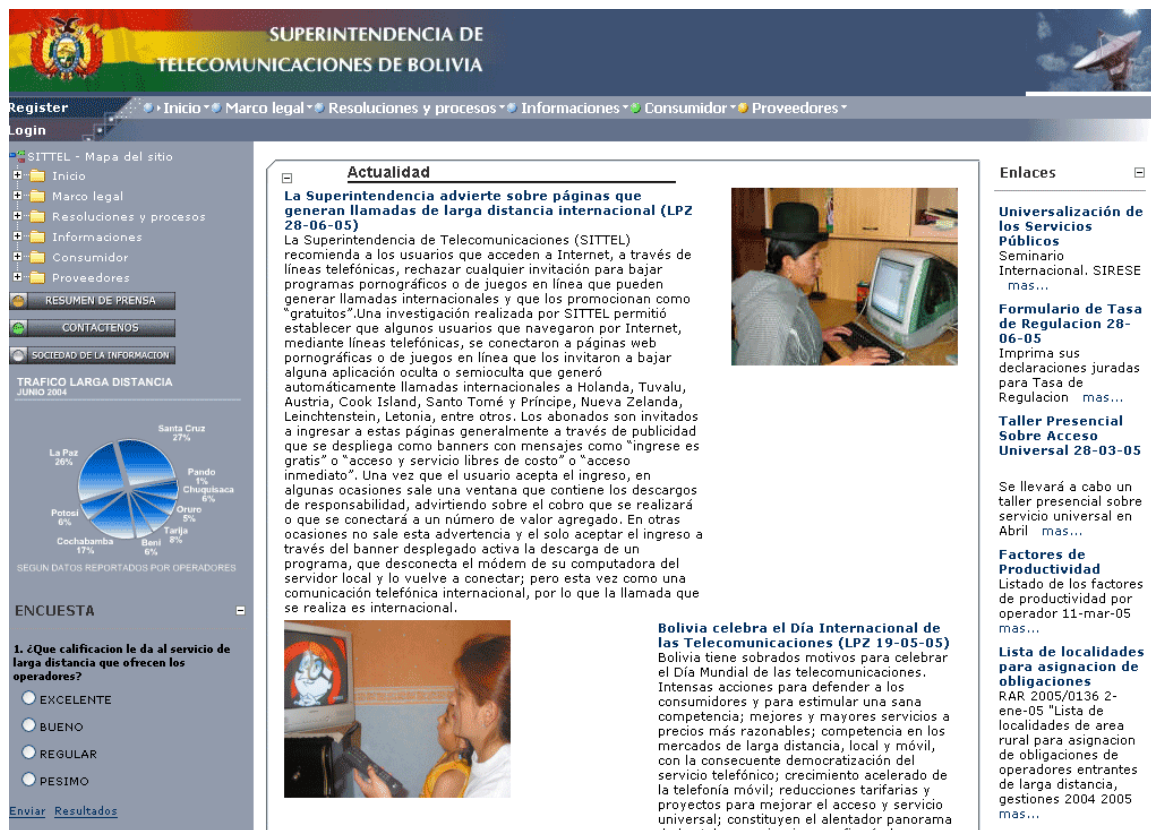 SUPERINTENDENCIA DE
TELECOMUNICACIONES DE BOLIVIA
Register
Login
Inicio
Marco legal
Resoluciones y procesos
Informaciones
Consumidor
Proveedores
SITTEL - Mapa del sitio
Inicio
Marco legal
Resoluciones y procesos
Informaciones
Consumidor
Proveedores
RESUMEN DE PRENSA
CONTACTENOS
SOCIEDAD DE LA INFORMACION
TRAFICO LARGA DISTANCIA
JUNIO 2004
Santa Cruz
27%
La Paz
26%
Pando
1%
Chuquisaca
6%
Oruro
5%
Potosí
6%
Tarija
8%
Cochabamba
17%
Beni
6%
SEGUN DATOS REPORTADOS POR OPERADORES
ENCUESTA
1. ¿Que calificacion le da al servicio de
larga distancia que ofrecen los
operadores?
EXCELENTE
BUENO
REGULAR
PESIMO
Enviar Resultados
Actualidad
La Superintendencia advierte sobre páginas que
generan llamadas de larga distancia internacional (LPZ
28-06-05)
La Superintendencia de Telecomunicaciones (SITTEL)
recomienda a los usuarios que acceden a Internet, a través de
líneas telefónicas, rechazar cualquier invitación para bajar
programas pornográficos o de juegos en línea que pueden
generar llamadas internacionales y que los promocionan como
"gratuitos".Una investigación realizada por SITTEL permitió
establecer que algunos usuarios que navegaron por Internet,
mediante líneas telefónicas, se conectaron a páginas web
pornográficas o de juegos en línea que los invitaron a bajar
alguna aplicación oculta o semioculta que generó
automáticamente llamadas internacionales a Holanda, Tuvalu,
Austria, Cook Island, Santo Tomé y Príncipe, Nueva Zelanda,
Leinchtenstein, Letonia, entre otros. Los abonados son invitados
a ingresar a estas páginas generalmente a través de publicidad
que se despliega como banners con mensajes como "ingrese es
gratis" o "acceso y servicio libres de costo" o "acceso
inmediato". Una vez que el usuario acepta el ingreso, en
algunas ocasiones sale una ventana que contiene los descargos
de responsabilidad, advirtiendo sobre el cobro que se realizará
o que se conectará a un número de valor agregado. En otras
ocasiones no sale esta advertencia y el solo aceptar el ingreso a
través del banner desplegado activa la descarga de un
programa, que desconecta el módem de su computadora del
servidor local y lo vuelve a conectar; pero esta vez como una
comunicación telefónica internacional, por lo que la llamada que
se realiza es internacional.
Bolivia celebra el Día Internacional de
las Telecomunicaciones (LPZ 19-05-05)
Bolivia tiene sobrados motivos para celebrar
el Día Mundial de las telecomunicaciones.
Intensas acciones para defender a los
consumidores y para estimular una sana
competencia; mejores y mayores servicios a
precios más razonables; competencia en los
mercados de larga distancia, local y móvil,
con la consecuente democratización del
servicio telefónico; crecimiento acelerado de
la telefonía móvil; reducciones tarifarias y
proyectos para mejorar el acceso y servicio
universal; constituyen el alentador panorama
Enlaces
Universalización de
los Servicios
Públicos
Seminario
Internacional. SIRESE
mas...
Formulario de Tasa
de Regulacion 28-
06-05
Imprima sus
declaraciones juradas
para Tasa de
Regulacion mas...
Taller Presencial
Sobre Acceso
Universal 28-03-05
Se llevará a cabo un
taller presencial sobre
servicio universal en
Abril mas...
Factores de
Productividad
Listado de los factores
de productividad por
operador 11-mar-05
mas...
Lista de localidades
para asignacion de
obligaciones
RAR 2005/0136 2-
ene-05 "Lista de
localidades de area
rural para asignacion
de obligaciones de
operadores entrantes
de larga distancia,
gestiones 2004 2005
mas...